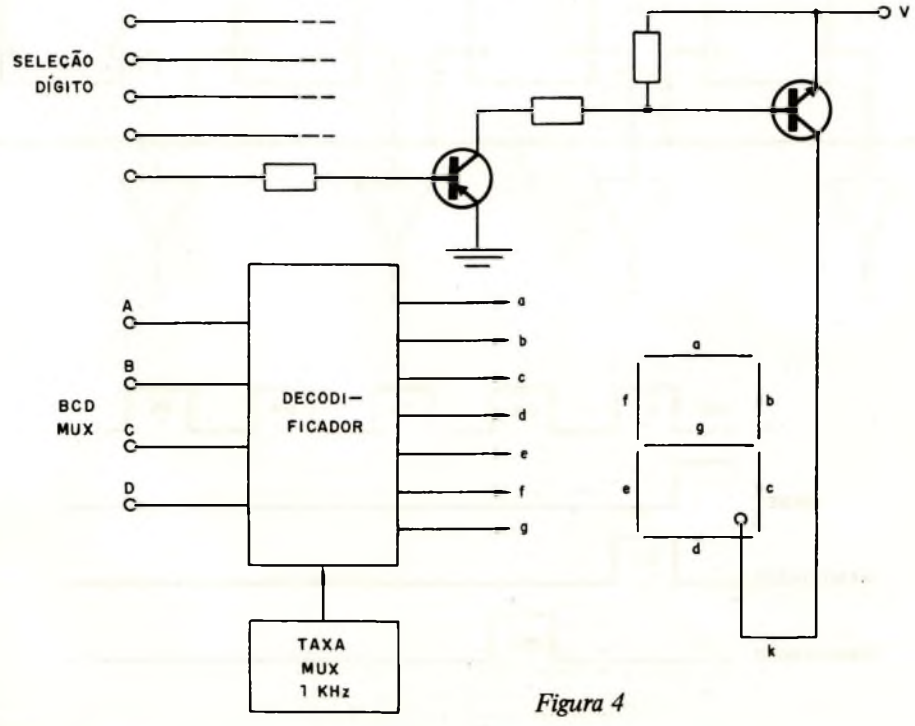 V
SELEÇÃO
DÍGITO
A
B
BCD
MUX
C
D
DECODI-
FICADOR
a
b
c
d
e
f
g
a
f
b
g
e
c
d
k
TAXA
MUX
1 KHz
Figura 4